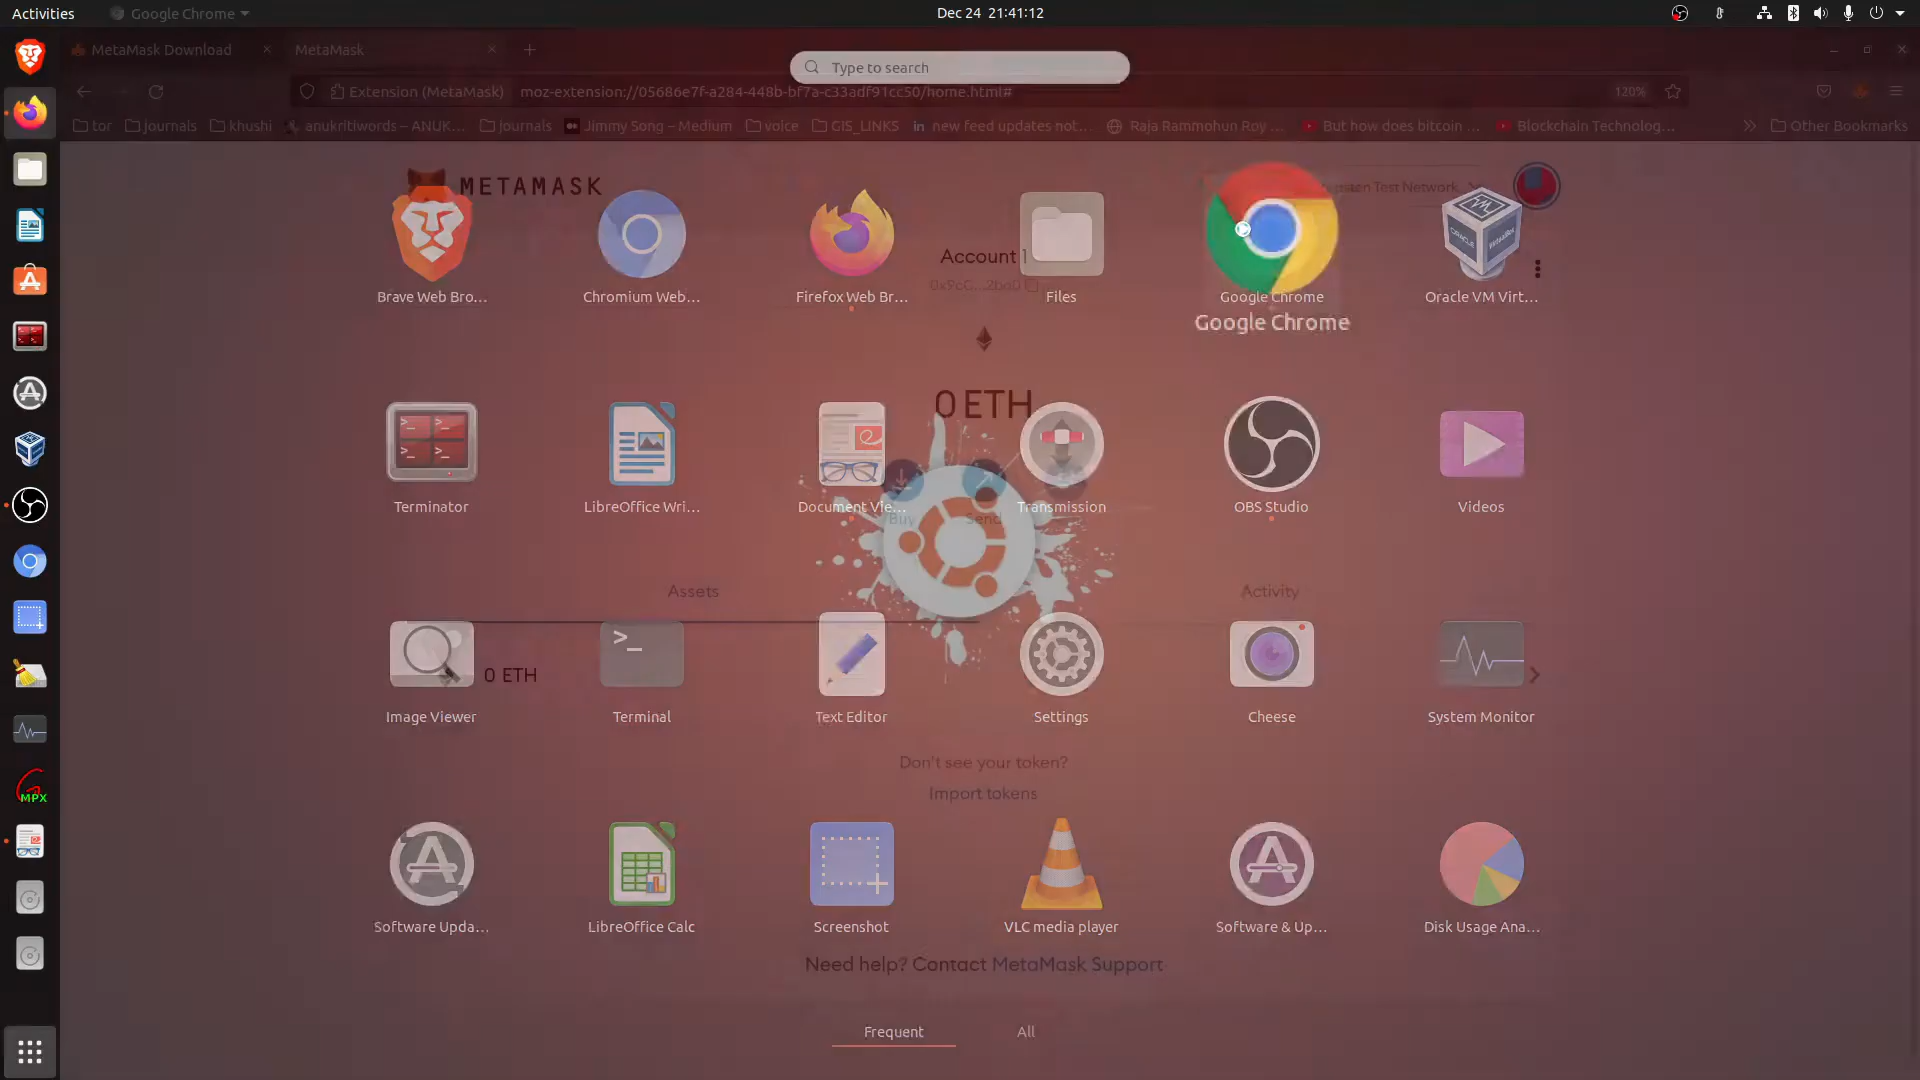 Activities Google Chrome Dec 24 21:41:12
MetaMask Download MetaMask
Type to search
Extension (MetaMask) moz-extension://05686e7f-a284-448b-bf7a-c33adf91cc50/home.html# 120%
tor journals khushi anukritiwords – ANUK... journals Jimmy Song – Medium voice GIS_LINKS in new feed updates not... Raja Rammohun Roy ... But how does bitcoin ... Blockchain Technolog... Other Bookmarks
METAMASK Test Network
Account 1
Brave Web Bro... Chromium Web... Firefox Web Br... Files Google Chrome Oracle VM Virt...
Google Chrome
0 ETH
Terminator LibreOffice Wri... Document Vie... Transmission OBS Studio Videos
Buy Send
Assets Activity
0 ETH
Image Viewer Terminal Text Editor Settings Cheese System Monitor
Don't see your token?
Import tokens
MPX
Software Upda... LibreOffice Calc Screenshot VLC media player Software & Up... Disk Usage Ana...
Need help? Contact MetaMask Support
Frequent All